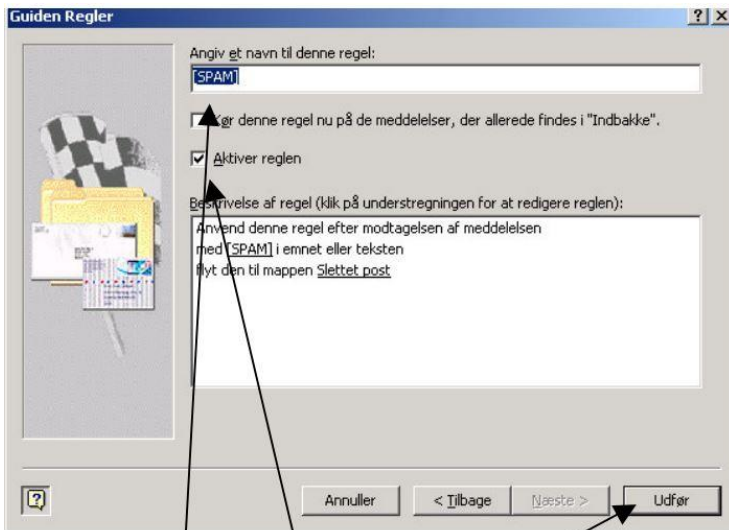 Guiden Regler
Angiv et navn til denne regel:
[SPAM]
Kør denne regel nu på de meddelelser, der allerede findes i "Indbakke".
Aktiver reglen
Beskrivelse af regel (klik på understregningen for at redigere reglen):
Anvend denne regel efter modtagelsen af meddelelsen
med [SPAM] i emnet eller teksten
flyt den til mappen Slettet post
Annuller
< Tilbage
Næste >
Udfør